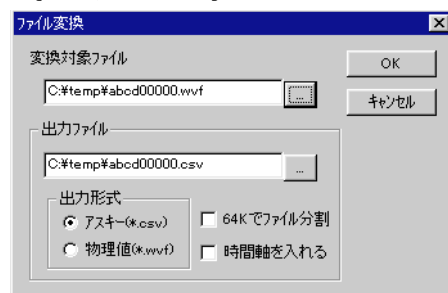 ファイル変換
変換対象ファイル
C:¥temp¥abcd00000.wvf
...
OK
キャンセル
出力ファイル
C:¥temp¥abcd00000.csv
...
出力形式
アスキー(*.csv)
物理値(*.wvf)
64Kでファイル分割
時間軸を入れる